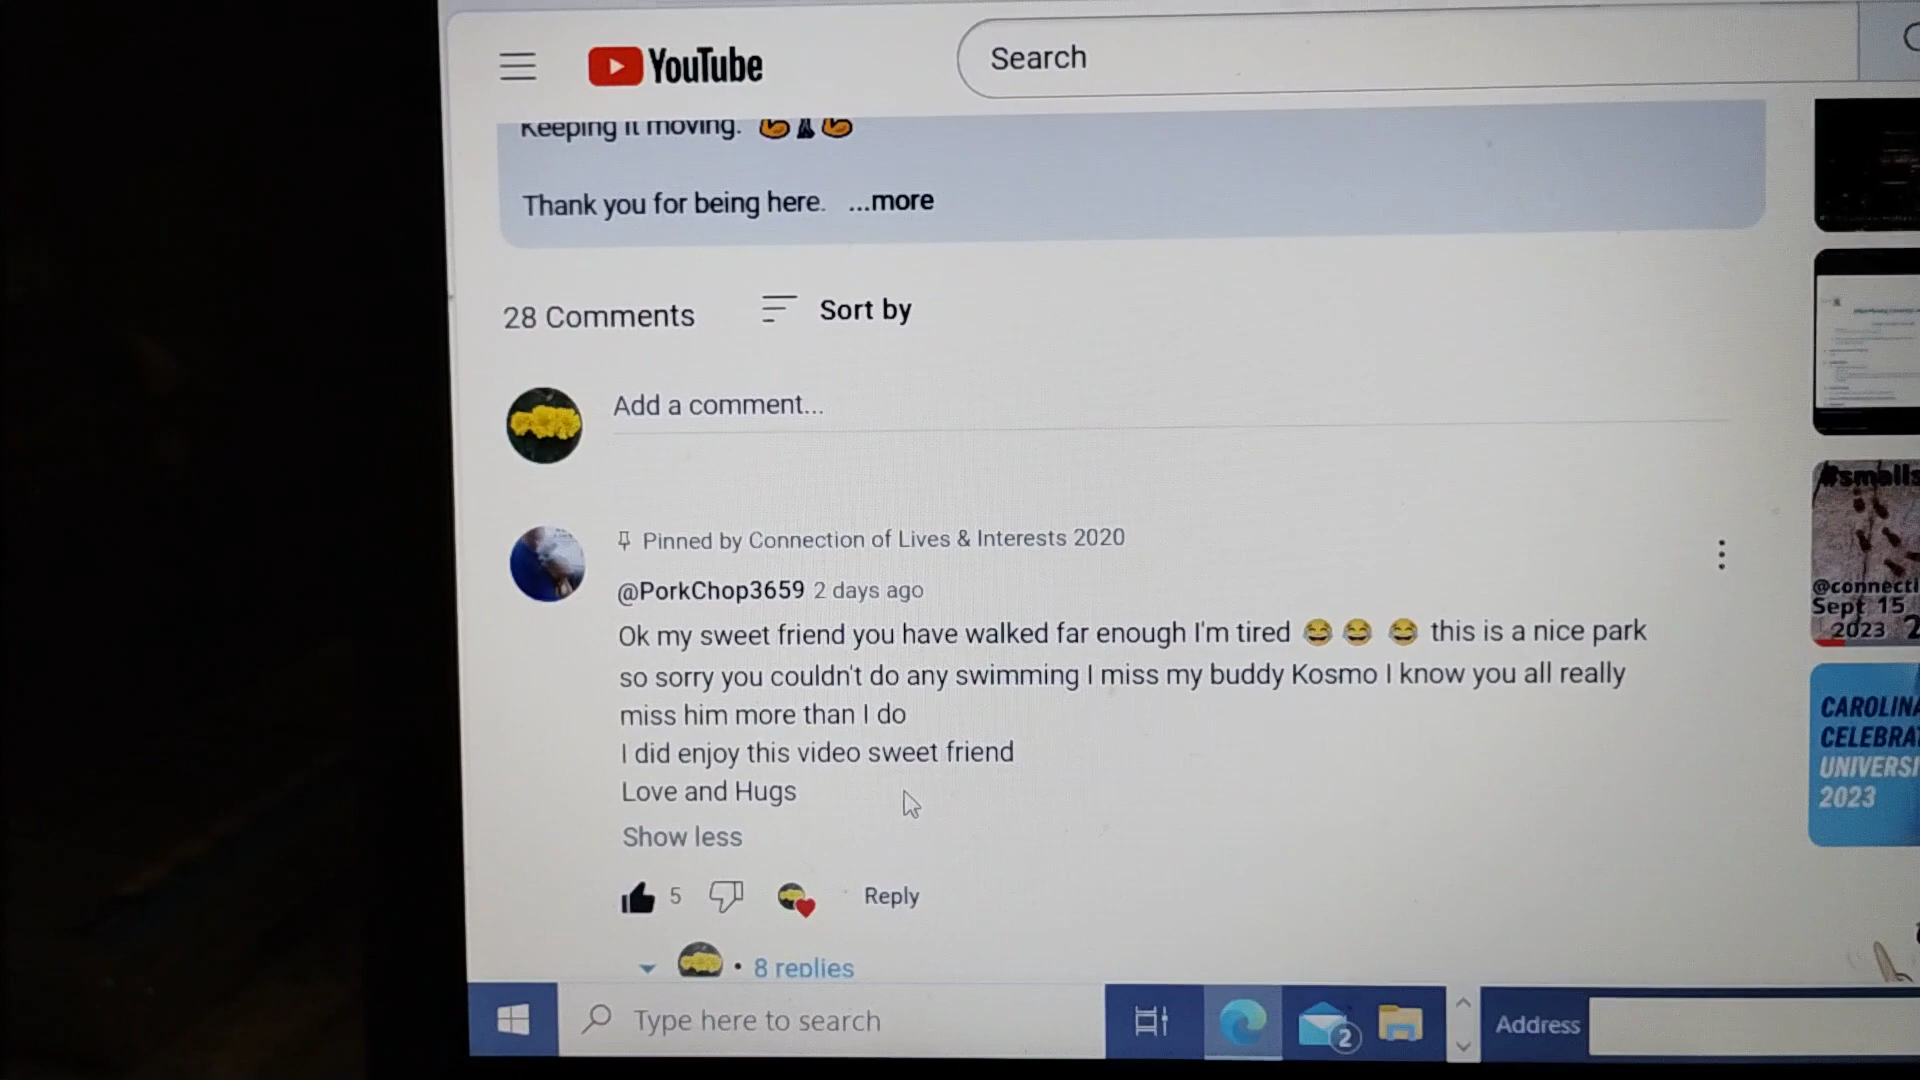 YouTube
Search
Keeping it moving. 💪🗼💪
Thank you for being here. ...more
28 Comments
Sort by
Add a comment...
Pinned by Connection of Lives & Interests 2020
@PorkChop3659 2 days ago
Ok my sweet friend you have walked far enough I'm tired 😂 😂 😂 this is a nice park
so sorry you couldn't do any swimming I miss my buddy Kosmo I know you all really
miss him more than I do
I did enjoy this video sweet friend
Love and Hugs
Show less
5
Reply
• 8 replies
@connecti
Sept 15
2023
CAROLINA
CELEBRAT
UNIVERSI
2023
Type here to search
2
Address